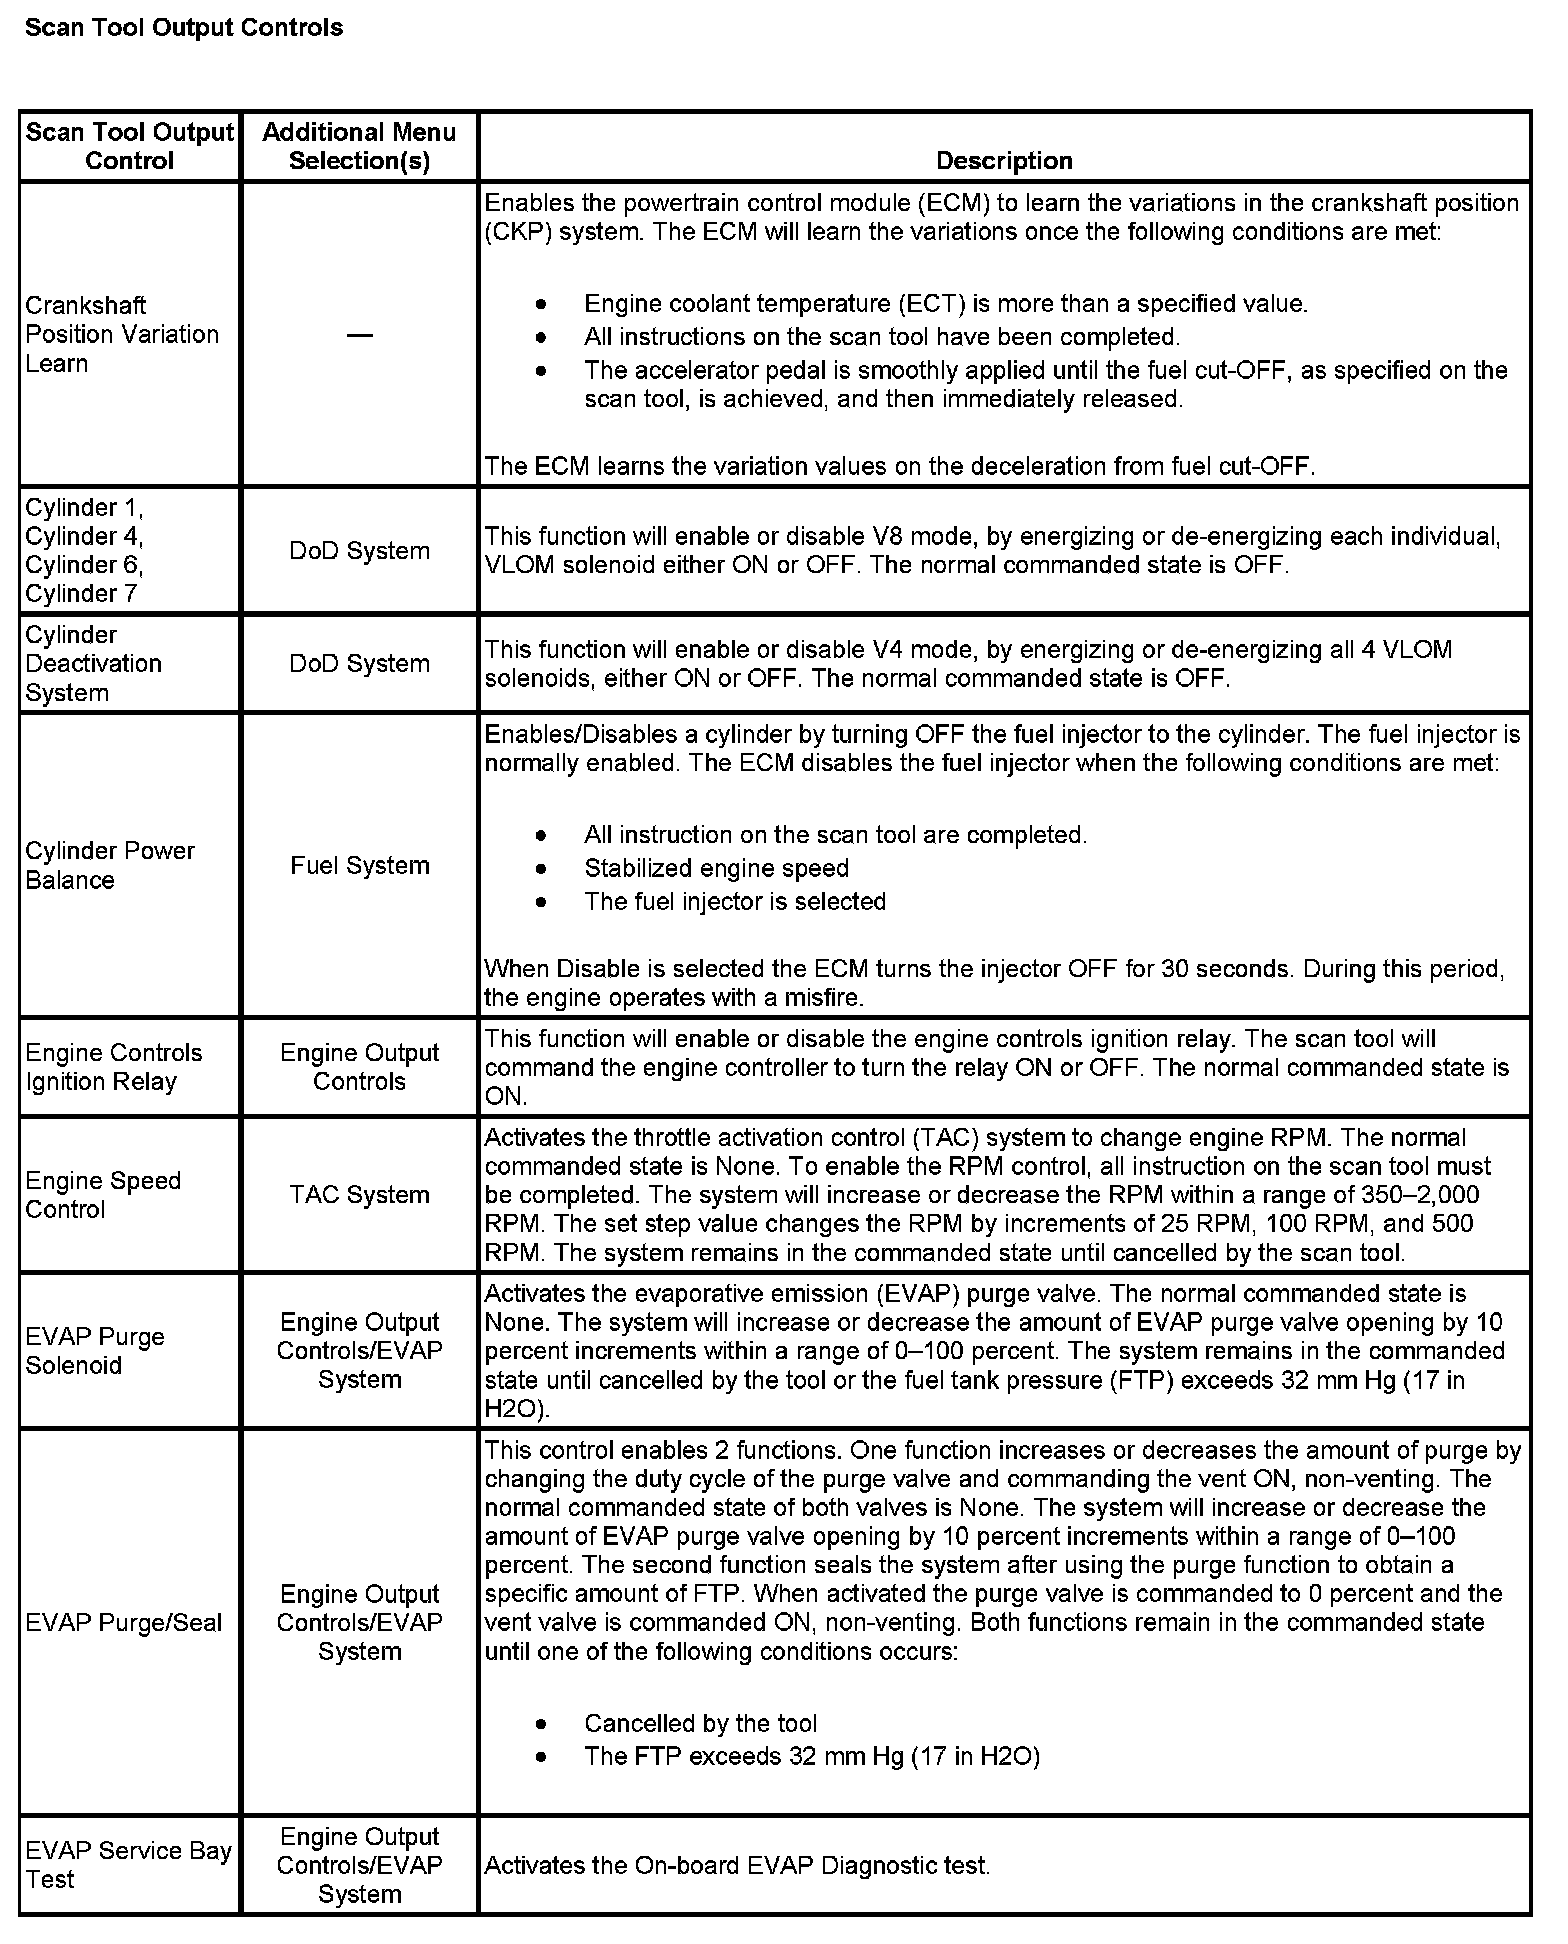 Scan Tool Output Controls
Scan Tool Output
Control
Additional Menu
Selection(s)
Description
Crankshaft
Position Variation
Learn
—
Enables the powertrain control module (ECM) to learn the variations in the crankshaft position
(CKP) system. The ECM will learn the variations once the following conditions are met:
● Engine coolant temperature (ECT) is more than a specified value.
● All instructions on the scan tool have been completed.
● The accelerator pedal is smoothly applied until the fuel cut-OFF, as specified on the
scan tool, is achieved, and then immediately released.
The ECM learns the variation values on the deceleration from fuel cut-OFF.
Cylinder 1,
Cylinder 4,
Cylinder 6,
Cylinder 7
DoD System
This function will enable or disable V8 mode, by energizing or de-energizing each individual,
VLOM solenoid either ON or OFF. The normal commanded state is OFF.
Cylinder
Deactivation
System
DoD System
This function will enable or disable V4 mode, by energizing or de-energizing all 4 VLOM
solenoids, either ON or OFF. The normal commanded state is OFF.
Cylinder Power
Balance
Fuel System
Enables/Disables a cylinder by turning OFF the fuel injector to the cylinder. The fuel injector is
normally enabled. The ECM disables the fuel injector when the following conditions are met:
● All instruction on the scan tool are completed.
● Stabilized engine speed
● The fuel injector is selected
When Disable is selected the ECM turns the injector OFF for 30 seconds. During this period,
the engine operates with a misfire.
Engine Controls
Ignition Relay
Engine Output
Controls
This function will enable or disable the engine controls ignition relay. The scan tool will
command the engine controller to turn the relay ON or OFF. The normal commanded state is
ON.
Engine Speed
Control
TAC System
Activates the throttle activation control (TAC) system to change engine RPM. The normal
commanded state is None. To enable the RPM control, all instruction on the scan tool must
be completed. The system will increase or decrease the RPM within a range of 350–2,000
RPM. The set step value changes the RPM by increments of 25 RPM, 100 RPM, and 500
RPM. The system remains in the commanded state until cancelled by the scan tool.
EVAP Purge
Solenoid
Engine Output
Controls/EVAP
System
Activates the evaporative emission (EVAP) purge valve. The normal commanded state is
None. The system will increase or decrease the amount of EVAP purge valve opening by 10
percent increments within a range of 0–100 percent. The system remains in the commanded
state until cancelled by the tool or the fuel tank pressure (FTP) exceeds 32 mm Hg (17 in
H2O).
EVAP Purge/Seal
Engine Output
Controls/EVAP
System
This control enables 2 functions. One function increases or decreases the amount of purge by
changing the duty cycle of the purge valve and commanding the vent ON, non-venting. The
normal commanded state of both valves is None. The system will increase or decrease the
amount of EVAP purge valve opening by 10 percent increments within a range of 0–100
percent. The second function seals the system after using the purge function to obtain a
specific amount of FTP. When activated the purge valve is commanded to 0 percent and the
vent valve is commanded ON, non-venting. Both functions remain in the commanded state
until one of the following conditions occurs:
● Cancelled by the tool
● The FTP exceeds 32 mm Hg (17 in H2O)
EVAP Service Bay
Test
Engine Output
Controls/EVAP
System
Activates the On-board EVAP Diagnostic test.